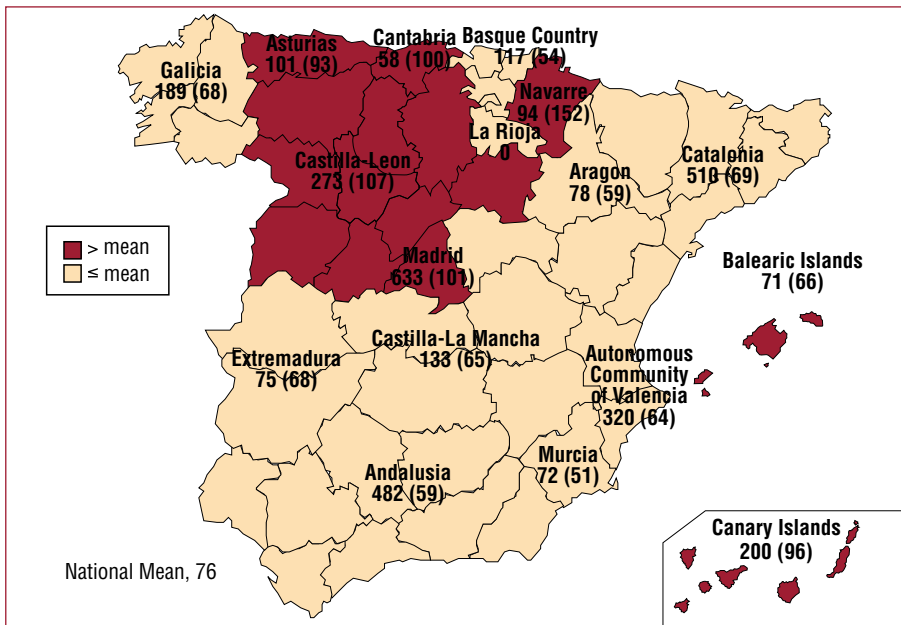 Galicia
189 (68)
Asturias
101 (93)
Cantabria
58 (100)
Basque Country
117 (54)
Navarre
94 (152)
La Rioja
0
Castilla-Leon
273 (107)
Aragon
78 (59)
Catalonia
510 (69)
> mean
≤ mean
Madrid
633 (101)
Balearic Islands
71 (66)
Extremadura
75 (68)
Castilla-La Mancha
133 (65)
Autonomous
Community
of Valencia
320 (64)
Andalusia
482 (59)
Murcia
72 (51)
Canary Islands
200 (96)
National Mean, 76